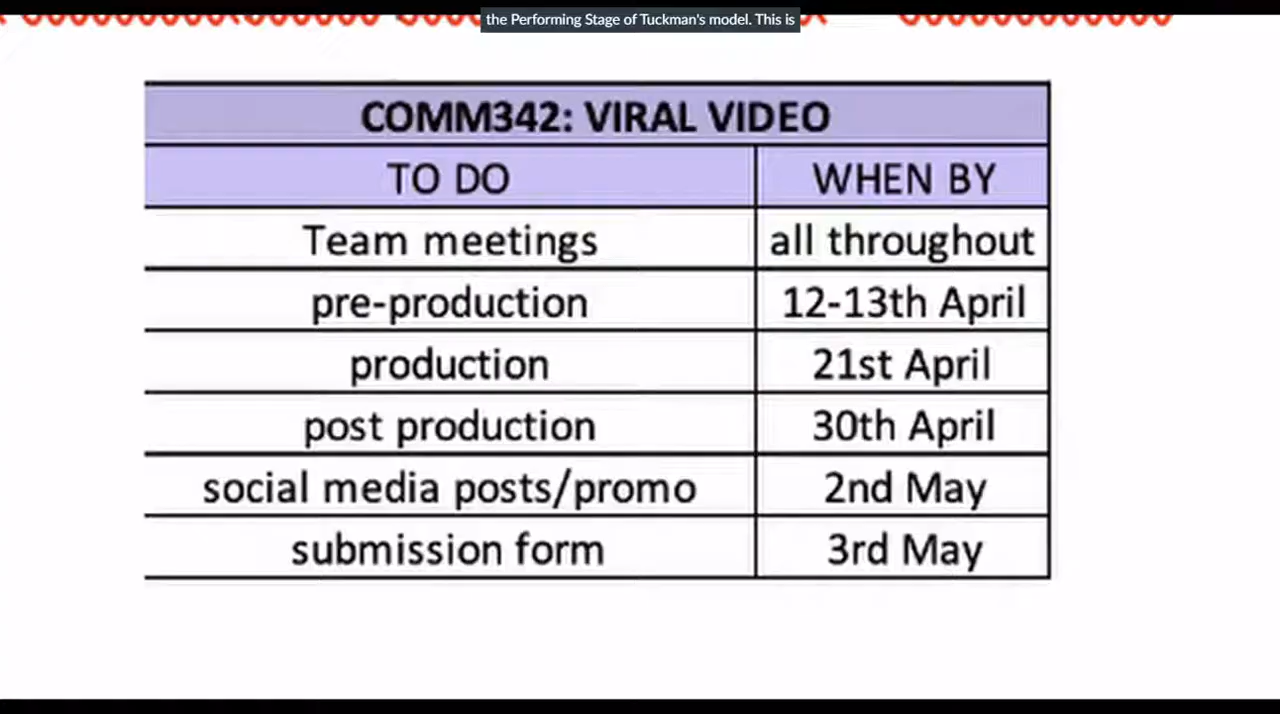 the Performing Stage of Tuckman's model. This is
COMM342: VIRAL VIDEO
TO DO WHEN BY
Team meetings all throughout
pre-production 12-13th April
production 21st April
post production 30th April
social media posts/promo 2nd May
submission form 3rd May